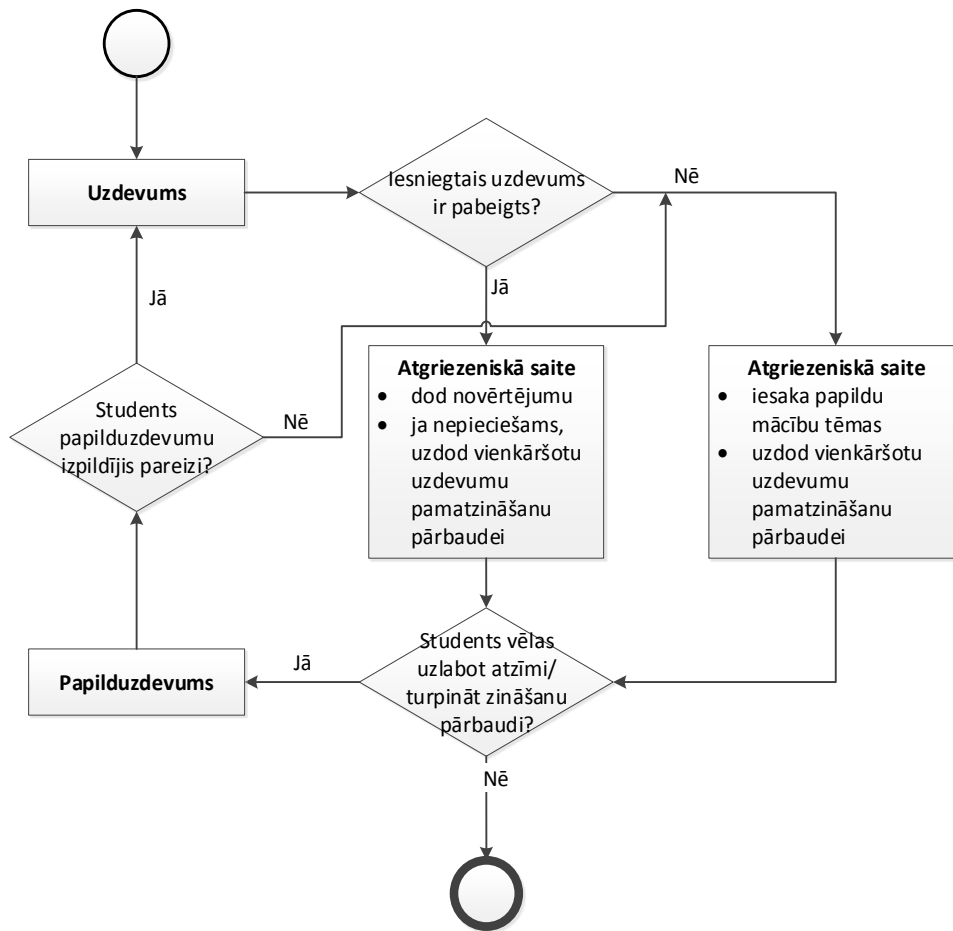 Uzdevums
Iesniegtais uzdevums
ir pabeigts?
Nē
Jā
Jā
Atgriezeniskā saite
• dod novērtējumu
• ja nepieciešams,
uzdod vienkāršotu
uzdevumu
pamatzināšanu
pārbaudei
Atgriezeniskā saite
• iesaka papildu
mācību tēmas
• uzdod vienkāršotu
uzdevumu
pamatzināšanu
pārbaudei
Students
papilduzdevumu
izpildījis pareizi?
Nē
Students vēlas
uzlabot atzīmi/
turpināt zināšanu
pārbaudi?
Jā
Papilduzdevums
Nē